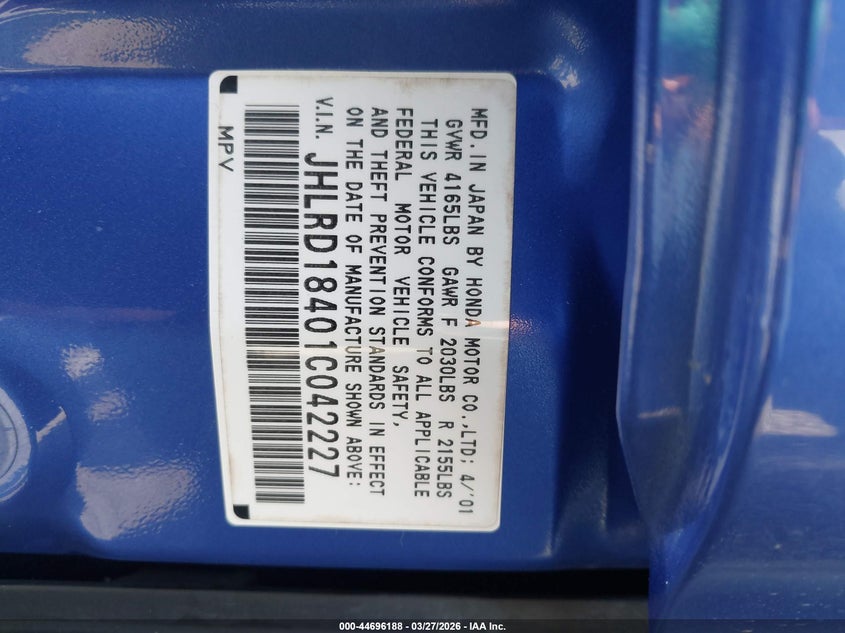 MFD. IN JAPAN BY HONDA MOTOR CO.,LTD; 4/'01
GVWR 4165LBS GAWR F 2030LBS R 2155LBS
THIS VEHICLE CONFORMS TO ALL APPLICABLE
FEDERAL MOTOR VEHICLE SAFETY,
AND THEFT PREVENTION STANDARDS IN EFFECT
ON THE DATE OF MANUFACTURE SHOWN ABOVE:
V.I.N. JHLRD18401C042227
MPV
000-44696188 — 03/27/2026 — IAA Inc.